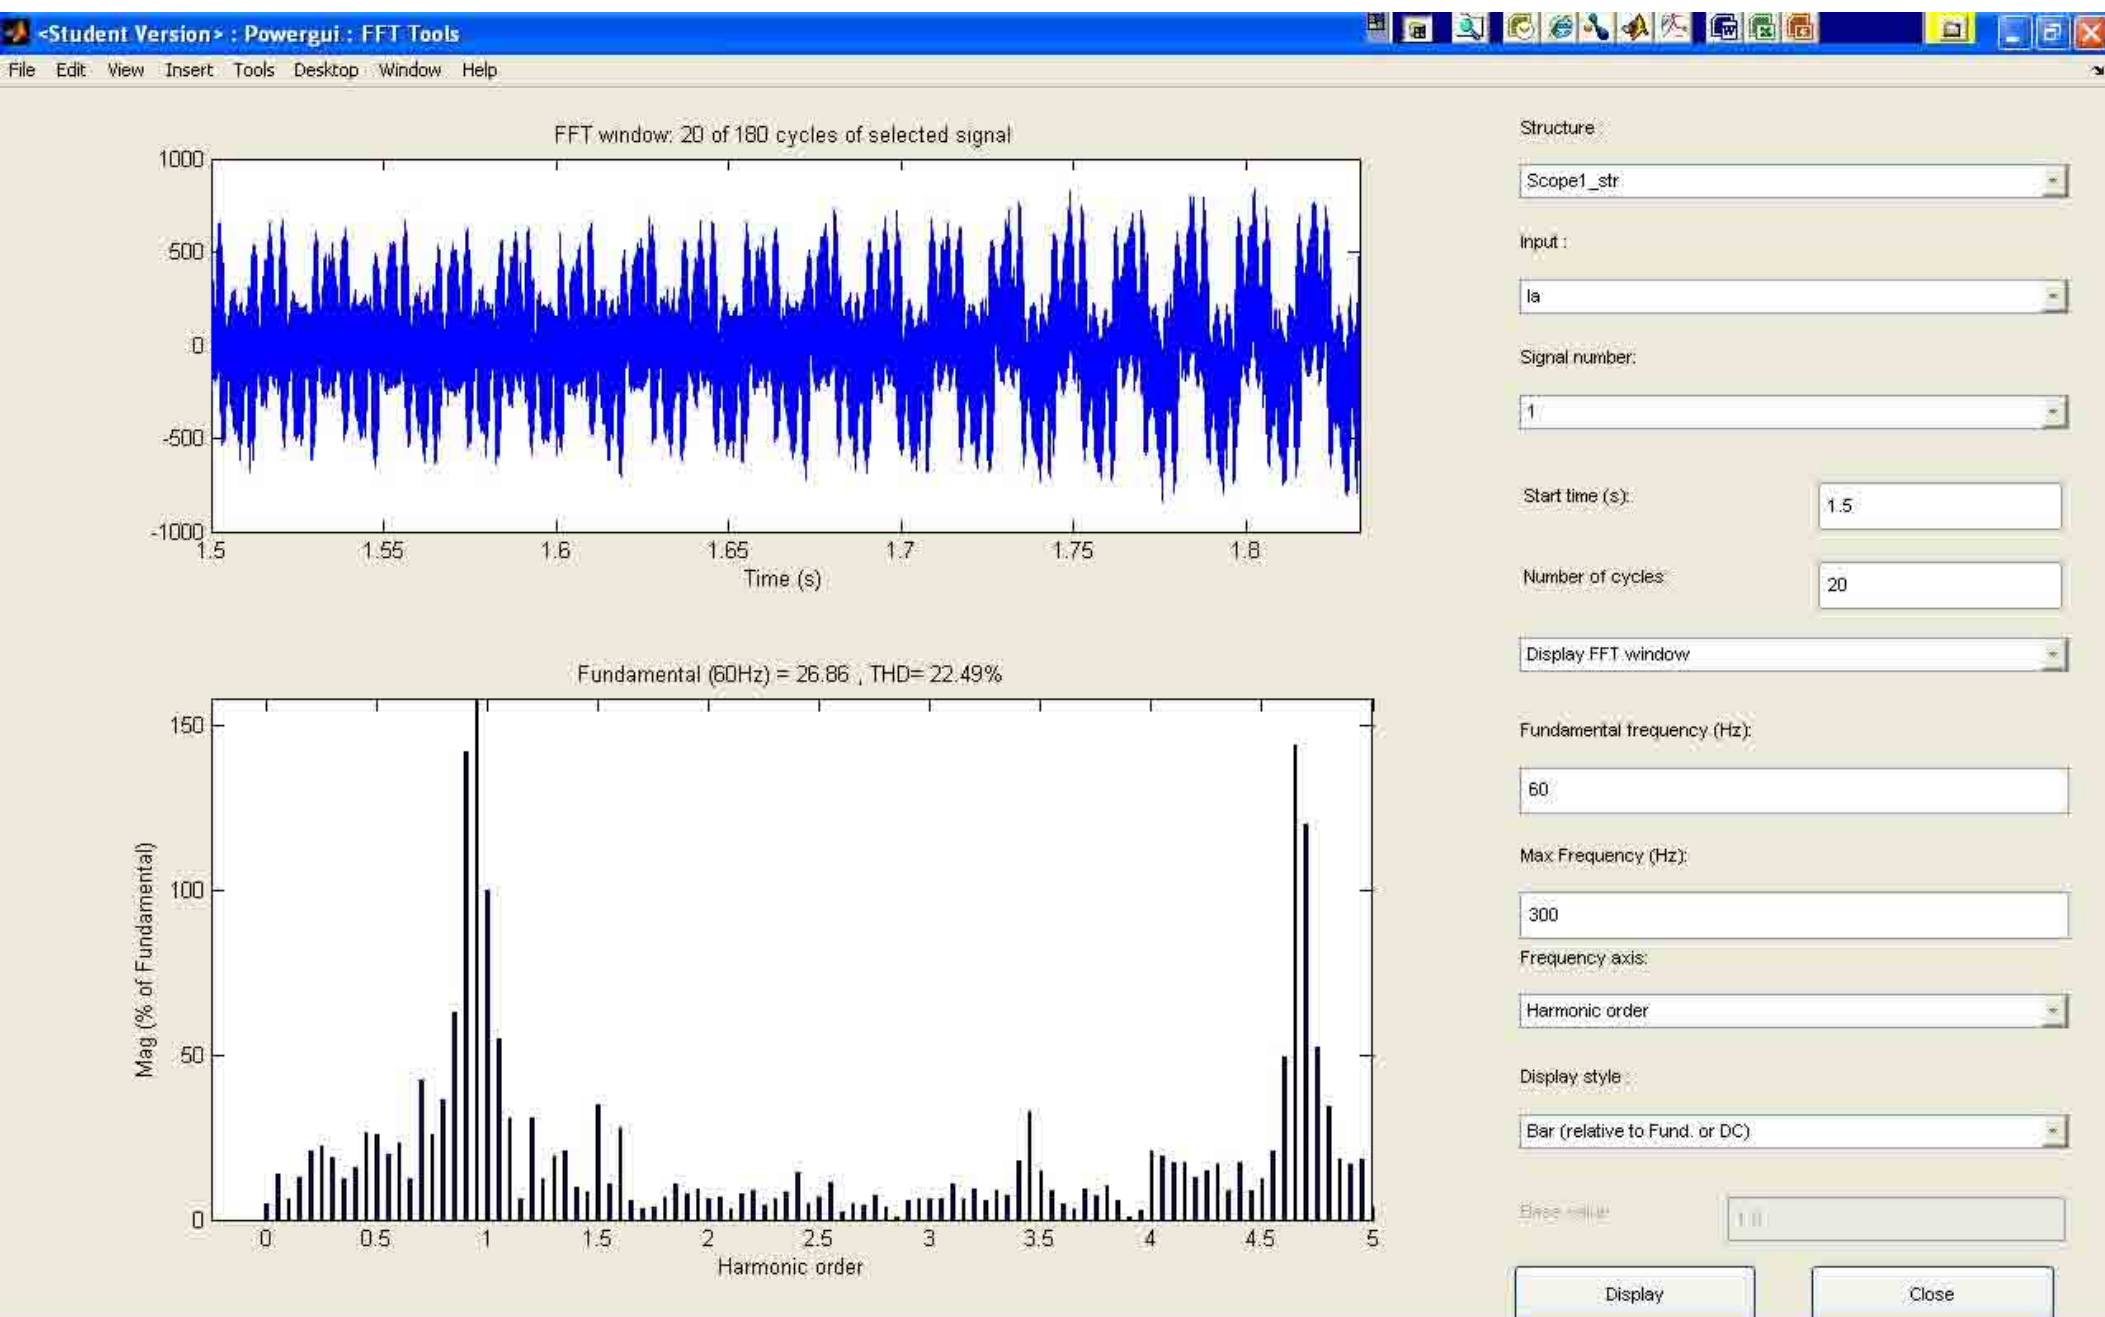 <Student Version> : Powergui : FFT Tools
File Edit View Insert Tools Desktop Window Help
FFT window: 20 of 180 cycles of selected signal
1000
500
0
-500
-1000
1.5 1.55 1.6 1.65 1.7 1.75 1.8
Time (s)
Fundamental (60Hz) = 26.86 , THD= 22.49%
Mag (% of Fundamental)
150
100
50
0
0 0.5 1 1.5 2 2.5 3 3.5 4 4.5 5
Harmonic order
Structure :
Scope1_str
Input :
Ia
Signal number:
1
Start time (s):
1.5
Number of cycles:
20
Display FFT window
Fundamental frequency (Hz):
60
Max Frequency (Hz):
300
Frequency axis:
Harmonic order
Display style :
Bar (relative to Fund. or DC)
Base value:
1.0
Display Close